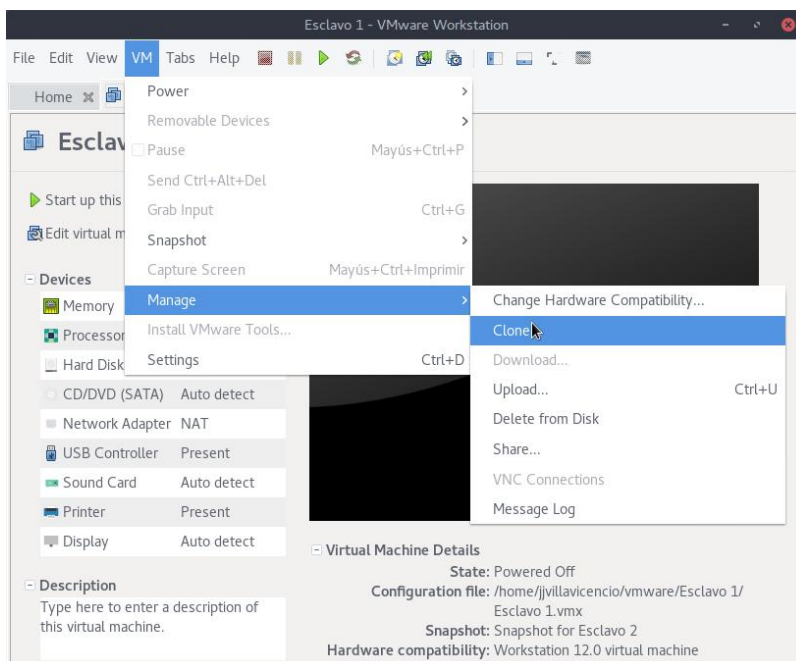 Esclavo 1 - VMware Workstation
File Edit View VM Tabs Help
Home
Power
Removable Devices
Pause Mayús+Ctrl+P
Send Ctrl+Alt+Del
Grab Input Ctrl+G
Snapshot
Capture Screen Mayús+Ctrl+Imprimir
Manage
Install VMware Tools...
Settings Ctrl+D
Change Hardware Compatibility...
Clone
Download...
Upload... Ctrl+U
Delete from Disk
Share...
VNC Connections
Message Log
Esclav
Start up this
Edit virtual m
Devices
Memory
Processor
Hard Disk
CD/DVD (SATA) Auto detect
Network Adapter NAT
USB Controller Present
Sound Card Auto detect
Printer Present
Display Auto detect
Description
Type here to enter a description of
this virtual machine.
Virtual Machine Details
State: Powered Off
Configuration file: /home/jjvillavicencio/vmware/Esclavo 1/
Esclavo 1.vmx
Snapshot: Snapshot for Esclavo 2
Hardware compatibility: Workstation 12.0 virtual machine